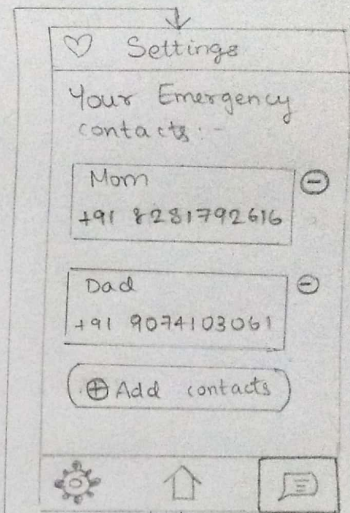 Settings
Your Emergency
contacts:-
Mom
+91 8281792616
Dad
+91 9074103061
Add contacts